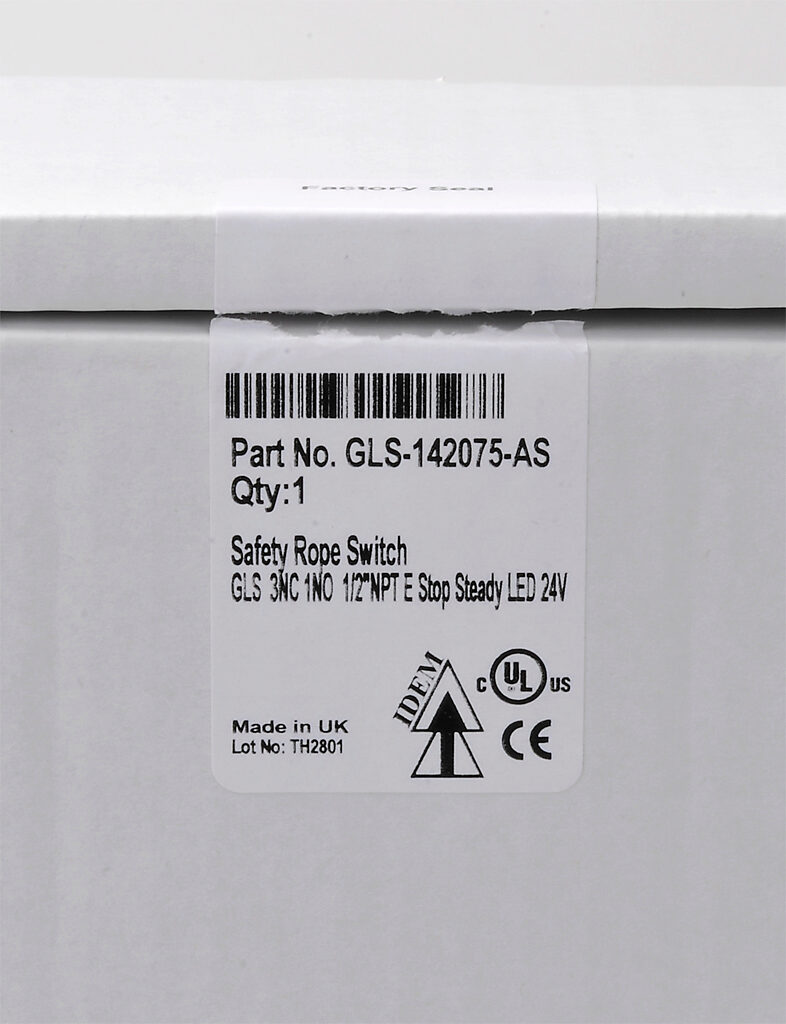 Factory Seal
Part No. GLS-142075-AS
Qty:1
Safety Rope Switch
GLS 3NC 1NO 1/2"NPT E Stop Steady LED 24V
IDEM
c UL US
CE
Made in UK
Lot No: TH2801